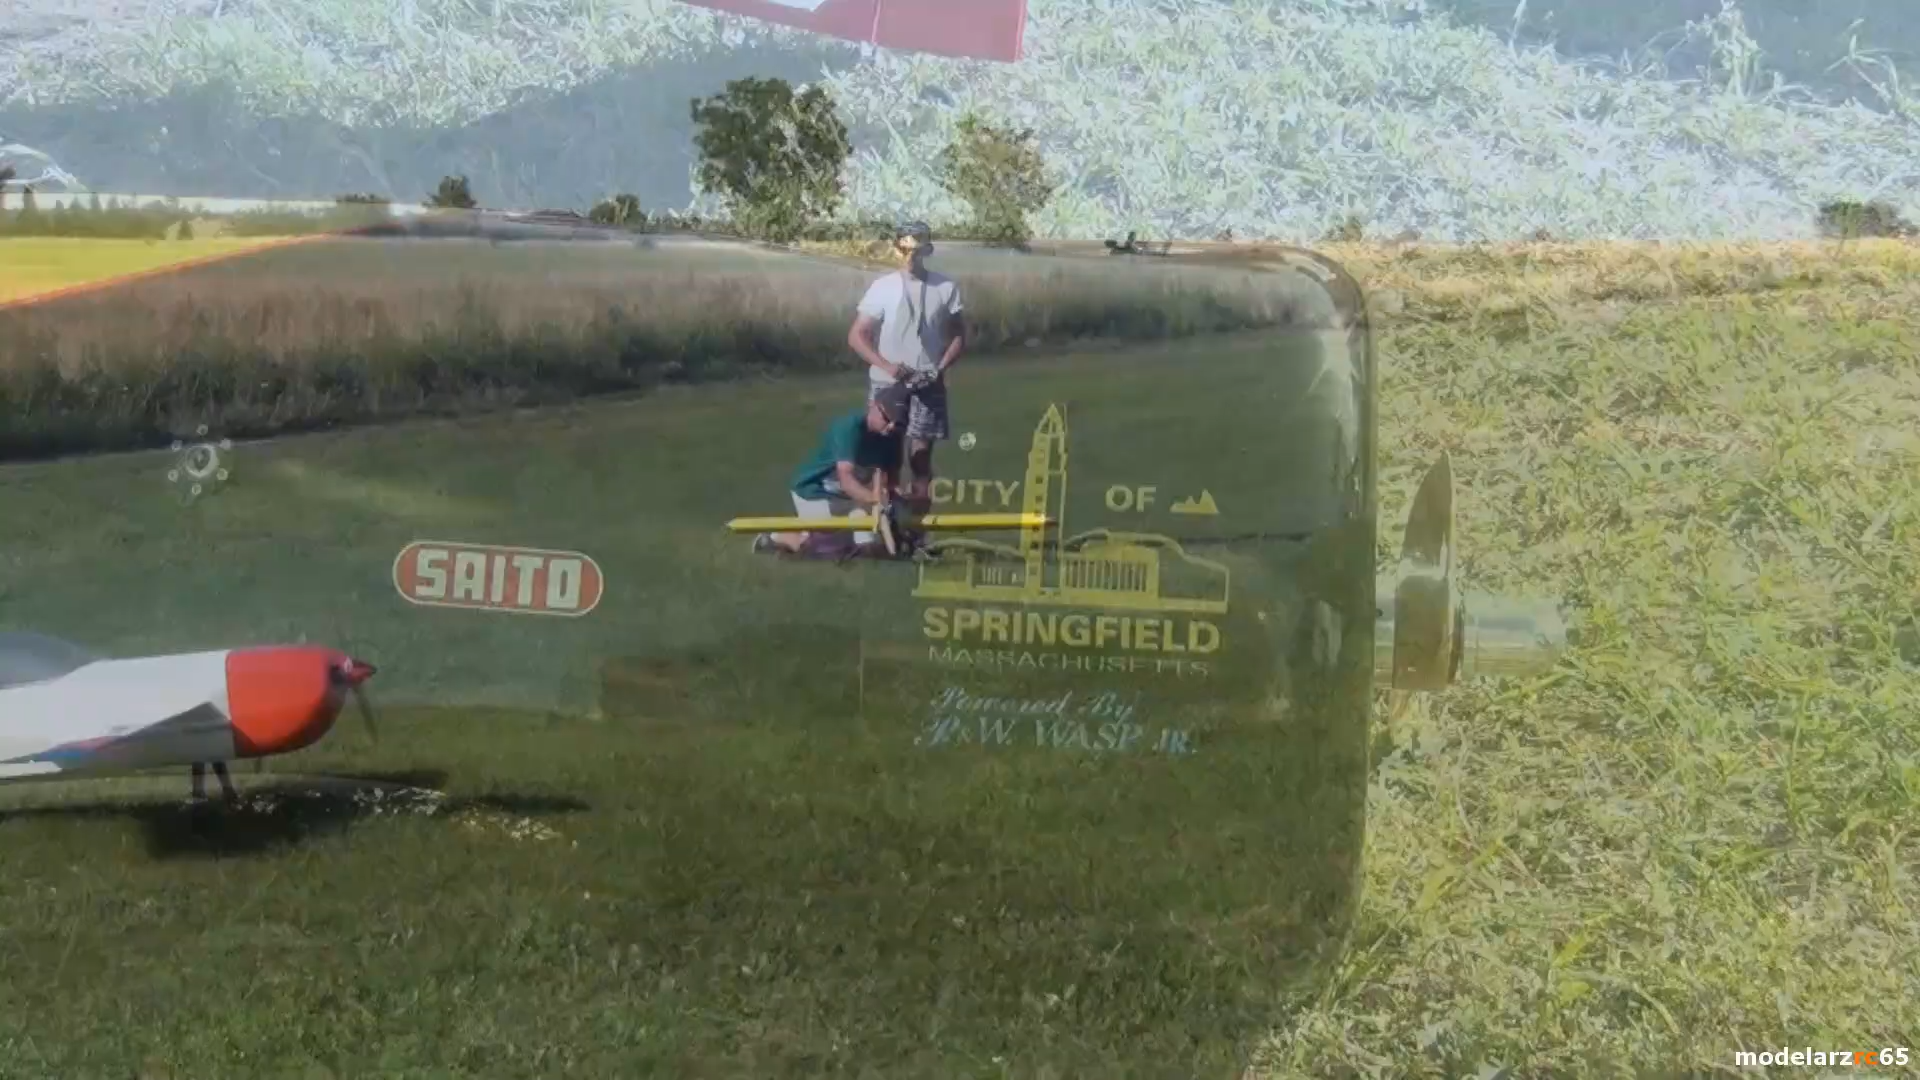 SAITO
CITY OF
SPRINGFIELD
MASSACHUSETTS
Powered By
P&W. WASP JR.
modelarzrc65